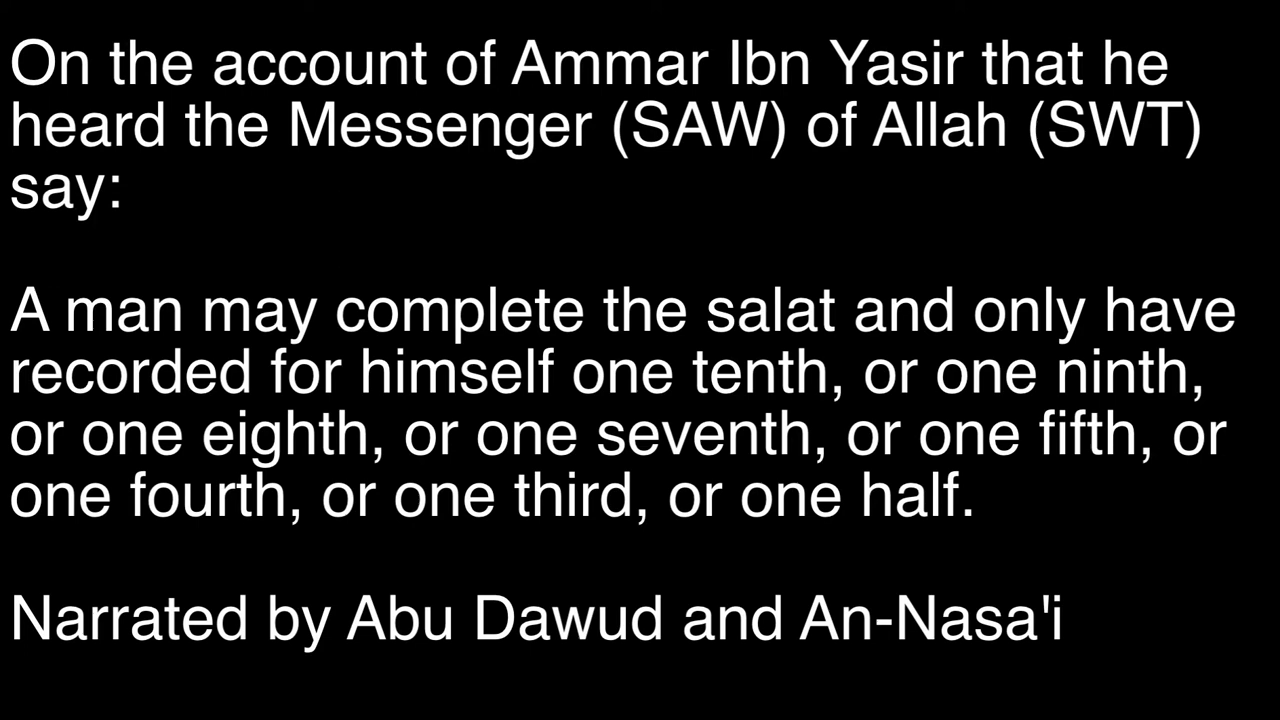 On the account of Ammar Ibn Yasir that he
heard the Messenger (SAW) of Allah (SWT)
say:
A man may complete the salat and only have
recorded for himself one tenth, or one ninth,
or one eighth, or one seventh, or one fifth, or
one fourth, or one third, or one half.
Narrated by Abu Dawud and An-Nasa'i